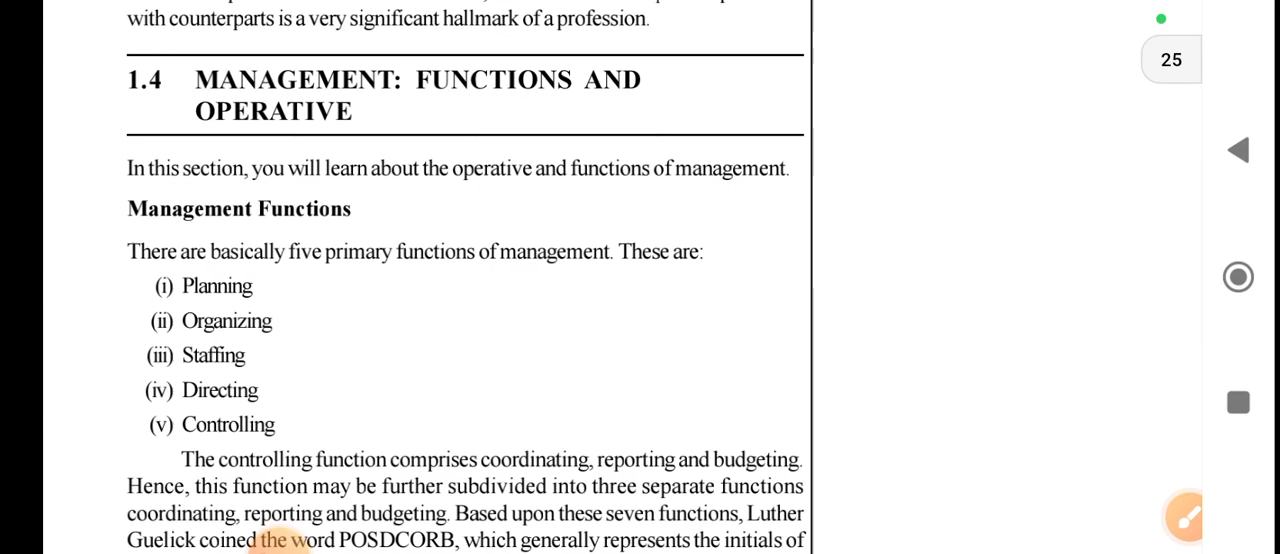 with counterparts is a very significant hallmark of a profession.
1.4 MANAGEMENT: FUNCTIONS AND
OPERATIVE
In this section, you will learn about the operative and functions of management.
Management Functions
There are basically five primary functions of management. These are:
(i) Planning
(ii) Organizing
(iii) Staffing
(iv) Directing
(v) Controlling
The controlling function comprises coordinating, reporting and budgeting.
Hence, this function may be further subdivided into three separate functions
coordinating, reporting and budgeting. Based upon these seven functions, Luther
Guelick coined the word POSDCORB, which generally represents the initials of
25